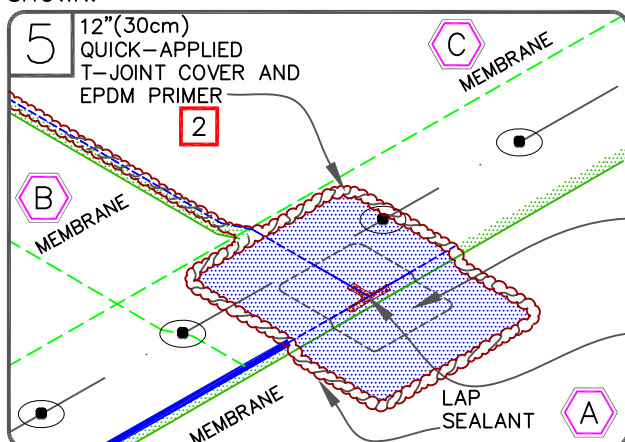 5
12"(30cm)
QUICK-APPLIED
T-JOINT COVER AND
EPDM PRIMER
2
C
MEMBRANE
B
MEMBRANE
MEMBRANE
LAP
SEALANT
A